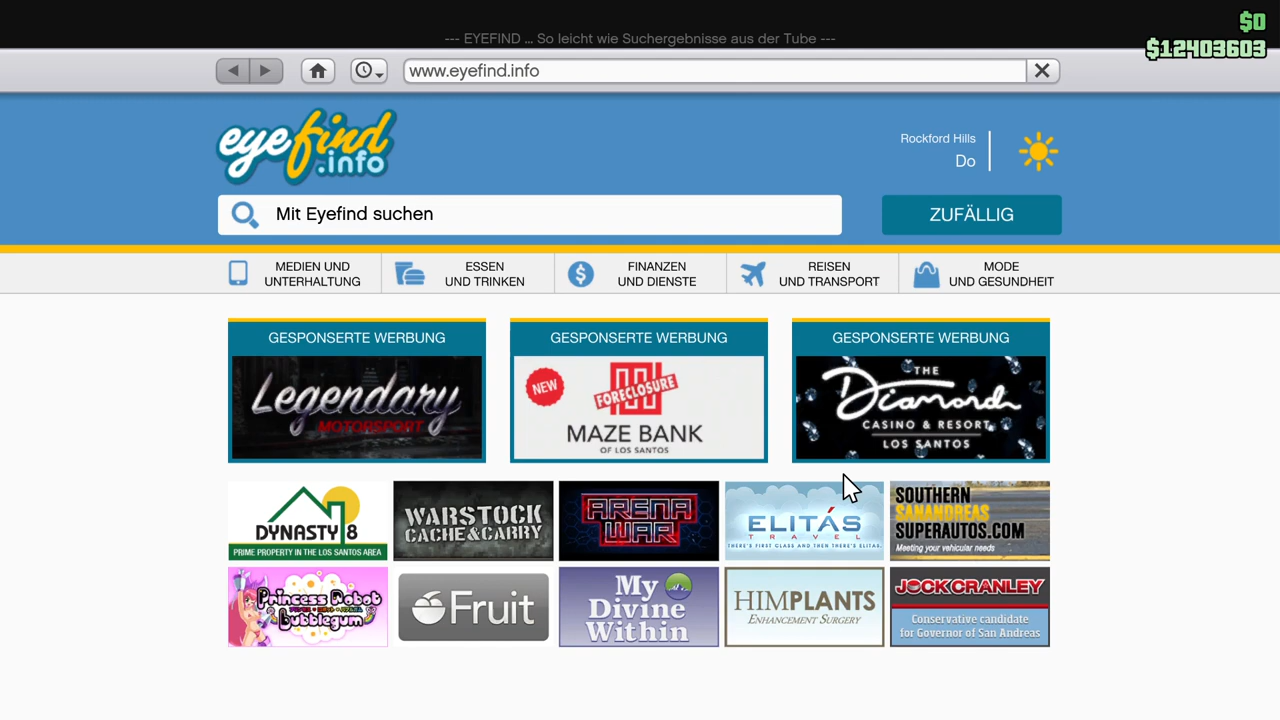 $0
--- EYEFIND ... So leicht wie Suchergebnisse aus der Tube ---
$12403603
www.eyefind.info
eyefind
.info
Rockford Hills
Do
Mit Eyefind suchen
ZUFÄLLIG
MEDIEN UND
UNTERHALTUNG
ESSEN
UND TRINKEN
FINANZEN
UND DIENSTE
REISEN
UND TRANSPORT
MODE
UND GESUNDHEIT
GESPONSERTE WERBUNG
Legendary
MOTORSPORT
GESPONSERTE WERBUNG
NEW
FORECLOSURE
MAZE BANK
OF LOS SANTOS
GESPONSERTE WERBUNG
THE
Diamond
CASINO & RESORT
LOS SANTOS
DYNASTY 8
PRIME PROPERTY IN THE LOS SANTOS AREA
WARSTOCK
CACHE&CARRY
ARENA
WAR
ELITÁS
TRAVEL
THERE'S FIRST CLASS AND THEN THERE'S ELITÁS.
SOUTHERN
SANANDREAS
SUPERAUTOS.COM
Meeting your vehicular needs
Princess Robot
Bubblegum
Fruit
My
Divine
Within
HIMPLANTS
ENHANCEMENT SURGERY
JOCK CRANLEY
Conservative candidate
for Governor of San Andreas